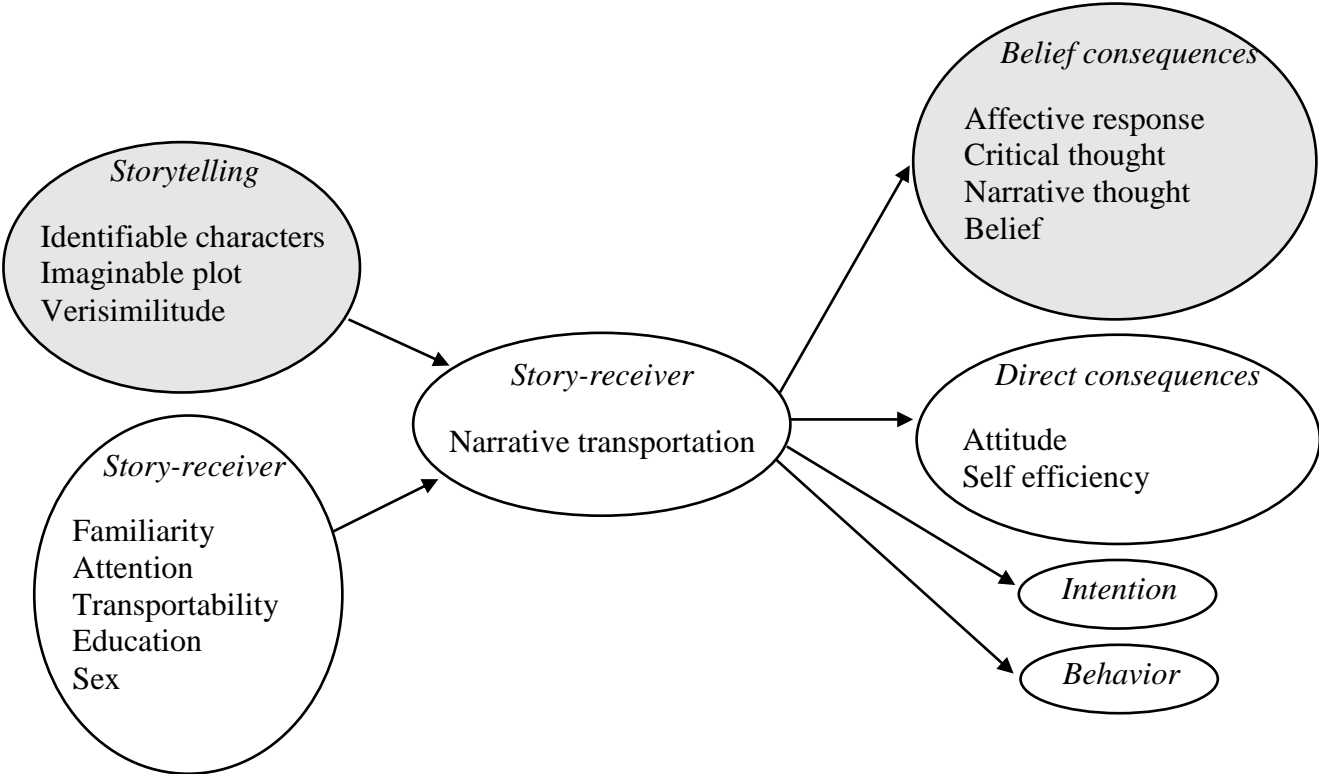 Storytelling
Identifiable characters
Imaginable plot
Verisimilitude
Story-receiver
Familiarity
Attention
Transportability
Education
Sex
Story-receiver
Narrative transportation
Belief consequences
Affective response
Critical thought
Narrative thought
Belief
Direct consequences
Attitude
Self efficiency
Intention
Behavior